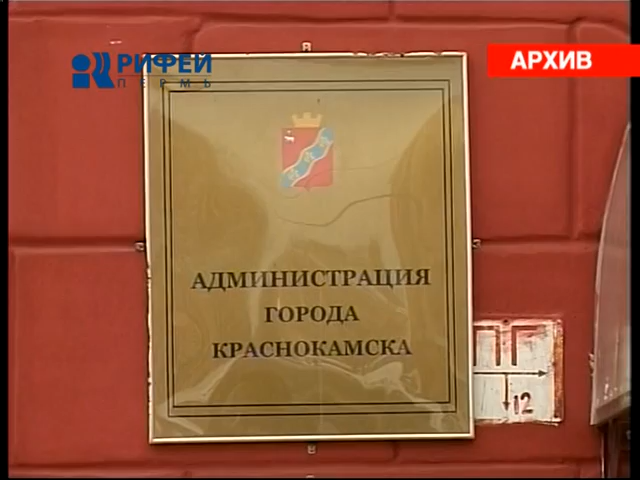 РИФЕЙ
ПЕРМЬ
АРХИВ
АДМИНИСТРАЦИЯ
ГОРОДА
КРАСНОКАМСКА
ПГ
12